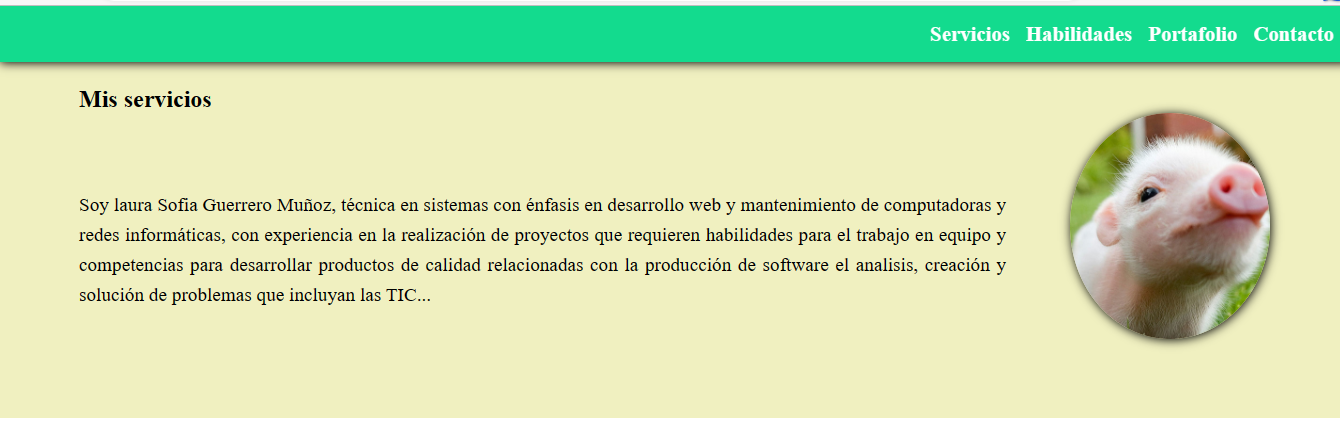 Servicios Habilidades Portafolio Contacto
Mis servicios
Soy laura Sofia Guerrero Muñoz, técnica en sistemas con énfasis en desarrollo web y mantenimiento de computadoras y
redes informáticas, con experiencia en la realización de proyectos que requieren habilidades para el trabajo en equipo y
competencias para desarrollar productos de calidad relacionadas con la producción de software el analisis, creación y
solución de problemas que incluyan las TIC...